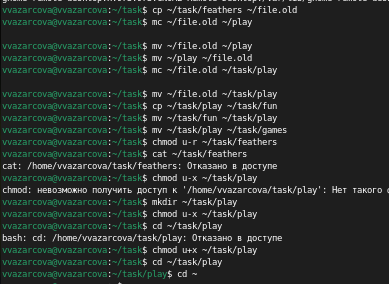 vvazarcova@vvazarcova:~/task$ cp ~/task/feathers ~/file.old
vvazarcova@vvazarcova:~/task$ mc ~/file.old ~/play
vvazarcova@vvazarcova:~/task$ mv ~/file.old ~/play
vvazarcova@vvazarcova:~/task$ mv ~/play ~/file.old
vvazarcova@vvazarcova:~/task$ mc ~/file.old ~/task/play
vvazarcova@vvazarcova:~/task$ mv ~/file.old ~/task/play
vvazarcova@vvazarcova:~/task$ cp ~/task/play ~/task/fun
vvazarcova@vvazarcova:~/task$ mv ~/task/fun ~/task/play
vvazarcova@vvazarcova:~/task$ mv ~/task/play ~/task/games
vvazarcova@vvazarcova:~/task$ chmod u-r ~/task/feathers
vvazarcova@vvazarcova:~/task$ cat ~/task/feathers
cat: /home/vvazarcova/task/feathers: Отказано в доступе
vvazarcova@vvazarcova:~/task$ chmod u-x ~/task/play
chmod: невозможно получить доступ к '/home/vvazarcova/task/play': Нет такого
vvazarcova@vvazarcova:~/task$ mkdir ~/task/play
vvazarcova@vvazarcova:~/task$ chmod u-x ~/task/play
vvazarcova@vvazarcova:~/task$ cd ~/task/play
bash: cd: /home/vvazarcova/task/play: Отказано в доступе
vvazarcova@vvazarcova:~/task$ chmod u+x ~/task/play
vvazarcova@vvazarcova:~/task$ cd ~/task/play
vvazarcova@vvazarcova:~/task/play$ cd ~